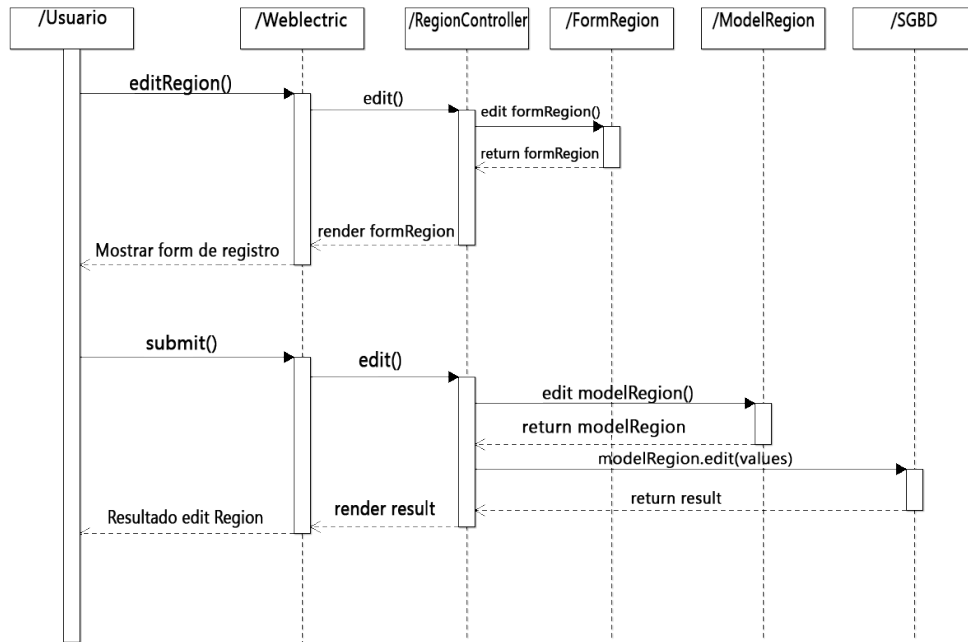 /Usuario
/Weblectric
/RegionController
/FormRegion
/ModelRegion
/SGBD
editRegion()
edit()
edit formRegion()
return formRegion
render formRegion
Mostrar form de registro
submit()
edit()
edit modelRegion()
return modelRegion
modelRegion.edit(values)
return result
render result
Resultado edit Region